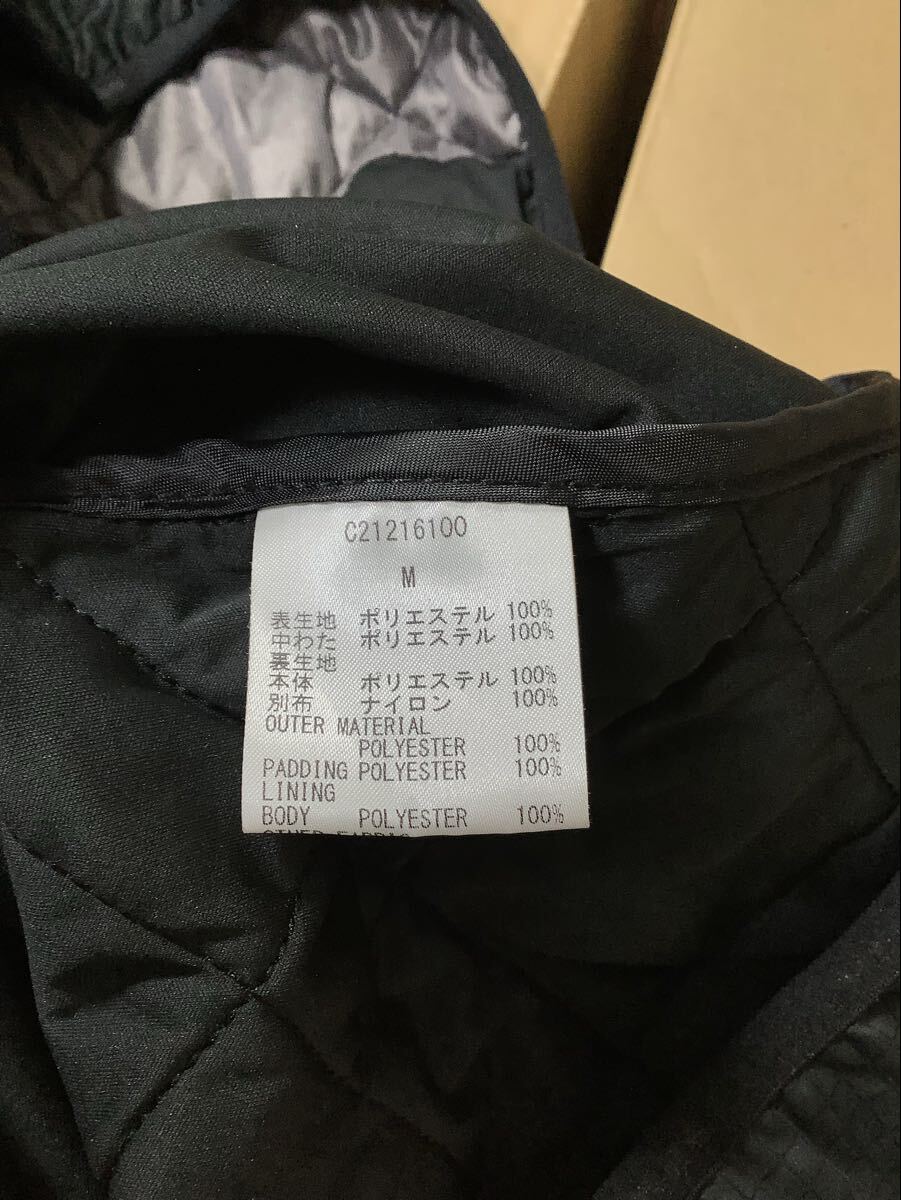 C21216100
M
表生地 ポリエステル 100%
中わた ポリエステル 100%
裏生地
本体 ポリエステル 100%
別布 ナイロン 100%
OUTER MATERIAL
POLYESTER 100%
PADDING POLYESTER 100%
LINING
BODY POLYESTER 100%
OTHER FABRIC